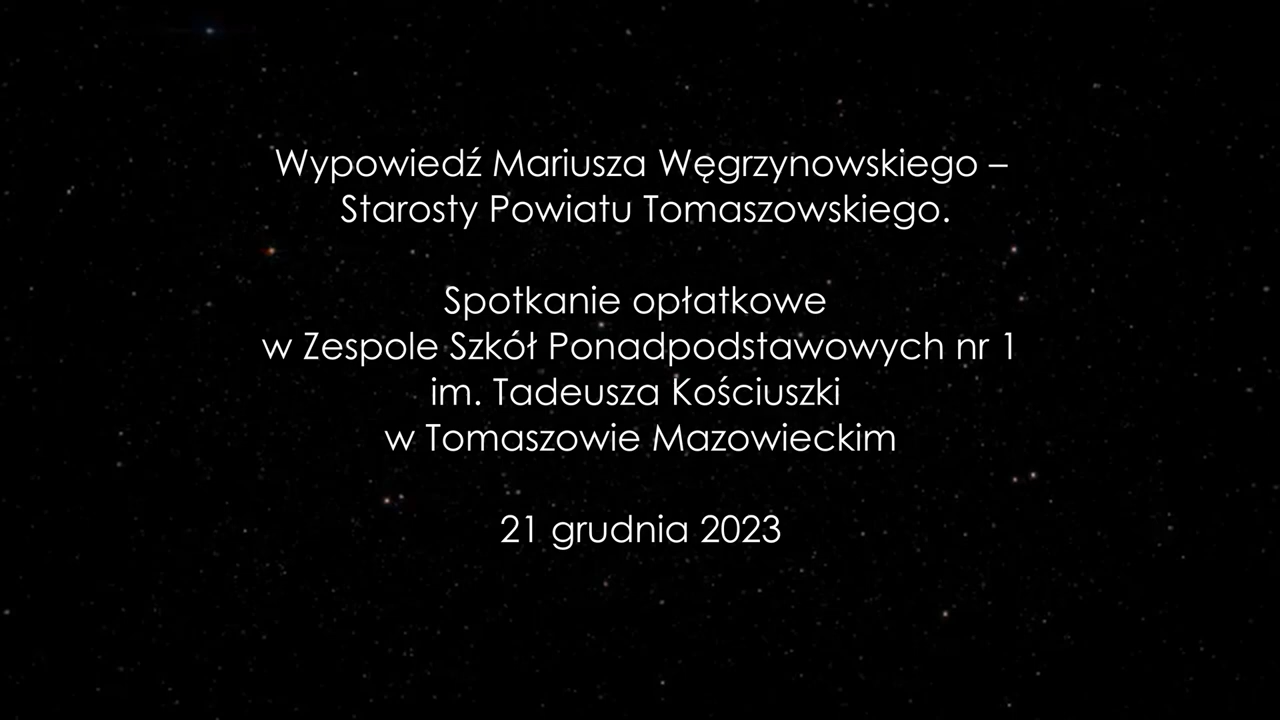 Wypowiedź Mariusza Węgrzynowskiego –
Starosty Powiatu Tomaszowskiego.
Spotkanie opłatkowe
w Zespole Szkół Ponadpodstawowych nr 1
im. Tadeusza Kościuszki
w Tomaszowie Mazowieckim
21 grudnia 2023